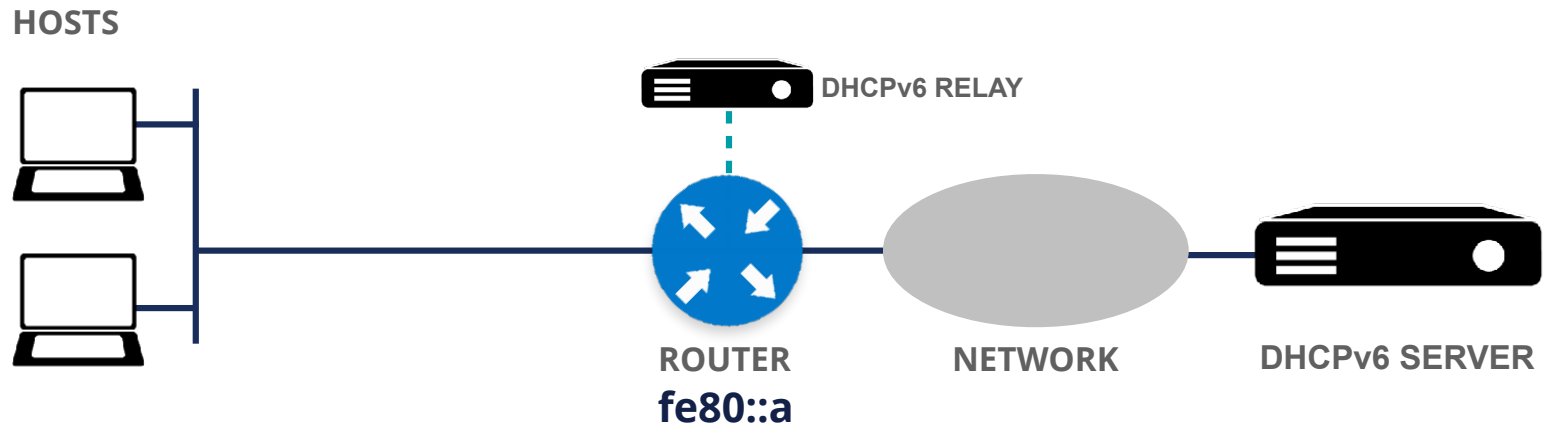 HOSTS
DHCPv6 RELAY
ROUTER
fe80::a
NETWORK
DHCPv6 SERVER